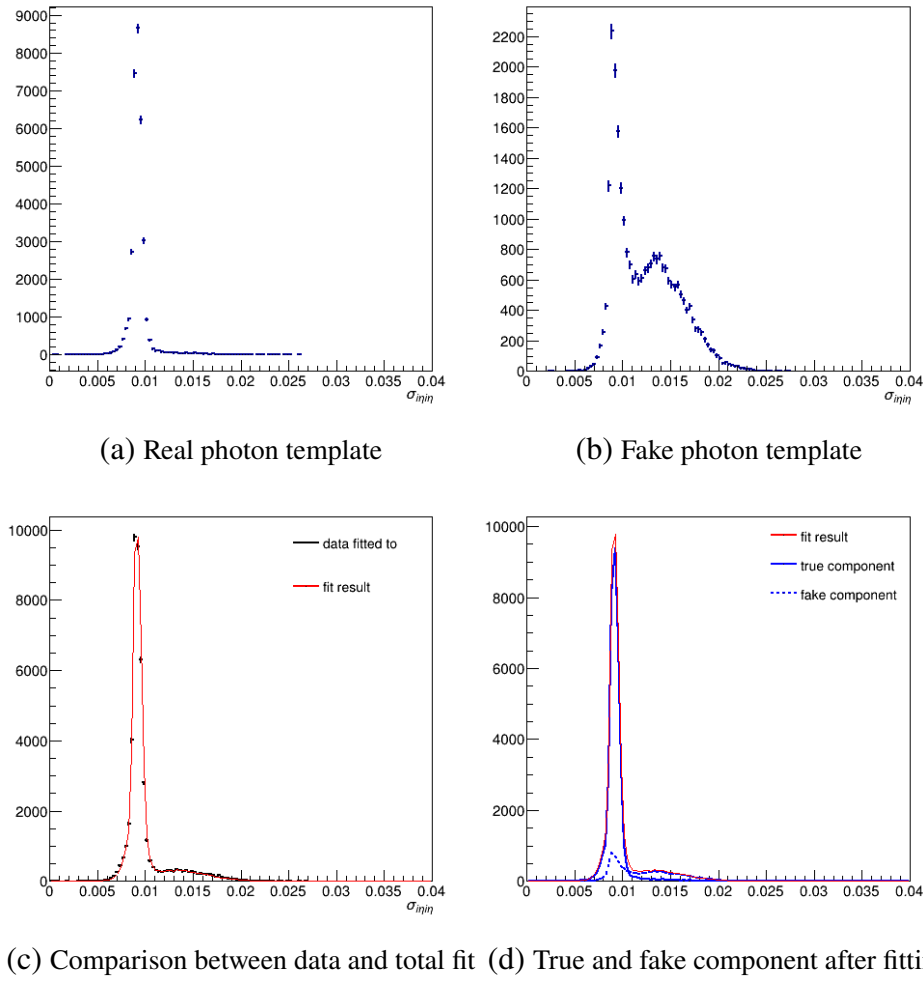 9000
8000
7000
6000
5000
4000
3000
2000
1000
0
0 0.005 0.01 0.015 0.02 0.025 0.03 0.035 0.04
σiηiη
(a) Real photon template
2200
2000
1800
1600
1400
1200
1000
800
600
400
200
0
0 0.005 0.01 0.015 0.02 0.025 0.03 0.035 0.04
σiηiη
(b) Fake photon template
10000
8000
6000
4000
2000
0
data fitted to
fit result
0 0.005 0.01 0.015 0.02 0.025 0.03 0.035 0.04
σiηiη
(c) Comparison between data and total fit
10000
8000
6000
4000
2000
0
fit result
true component
fake component
0 0.005 0.01 0.015 0.02 0.025 0.03 0.035 0.04
σiηiη
(d) True and fake component after fitti